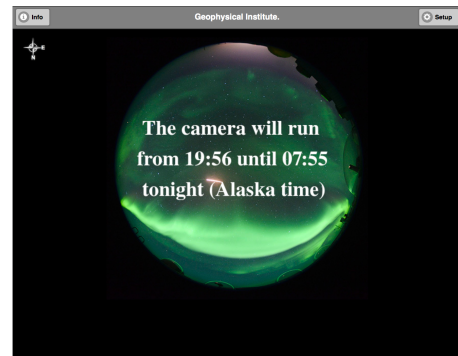 Info
Geophysical Institute.
Setup
E
N
The camera will run
from 19:56 until 07:55
tonight (Alaska time)